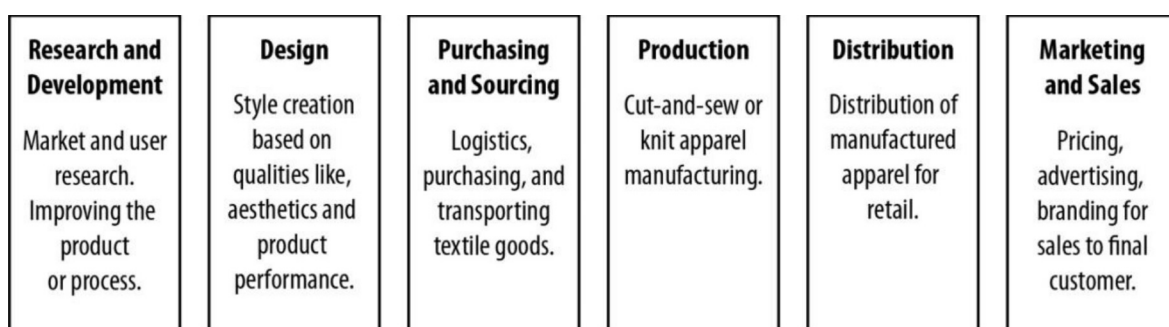 Research and
Development
Market and user
research.
Improving the
product
or process.
Design
Style creation
based on
qualities like,
aesthetics and
product
performance.
Purchasing
and Sourcing
Logistics,
purchasing, and
transporting
textile goods.
Production
Cut-and-sew or
knit apparel
manufacturing.
Distribution
Distribution of
manufactured
apparel for
retail.
Marketing
and Sales
Pricing,
advertising,
branding for
sales to final
customer.